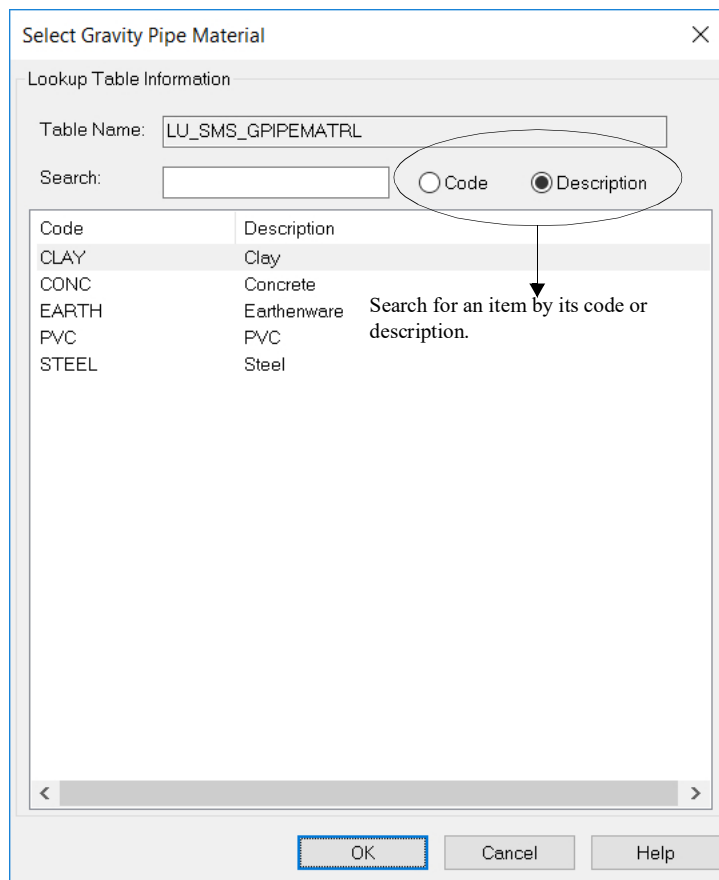 Select Gravity Pipe Material
Lookup Table Information
Table Name: LU_SMS_GPIPEMATRL
Search: Code Description
Code Description
CLAY Clay
CONC Concrete
EARTH Earthenware
PVC PVC
STEEL Steel
Search for an item by its code or
description.
OK Cancel Help